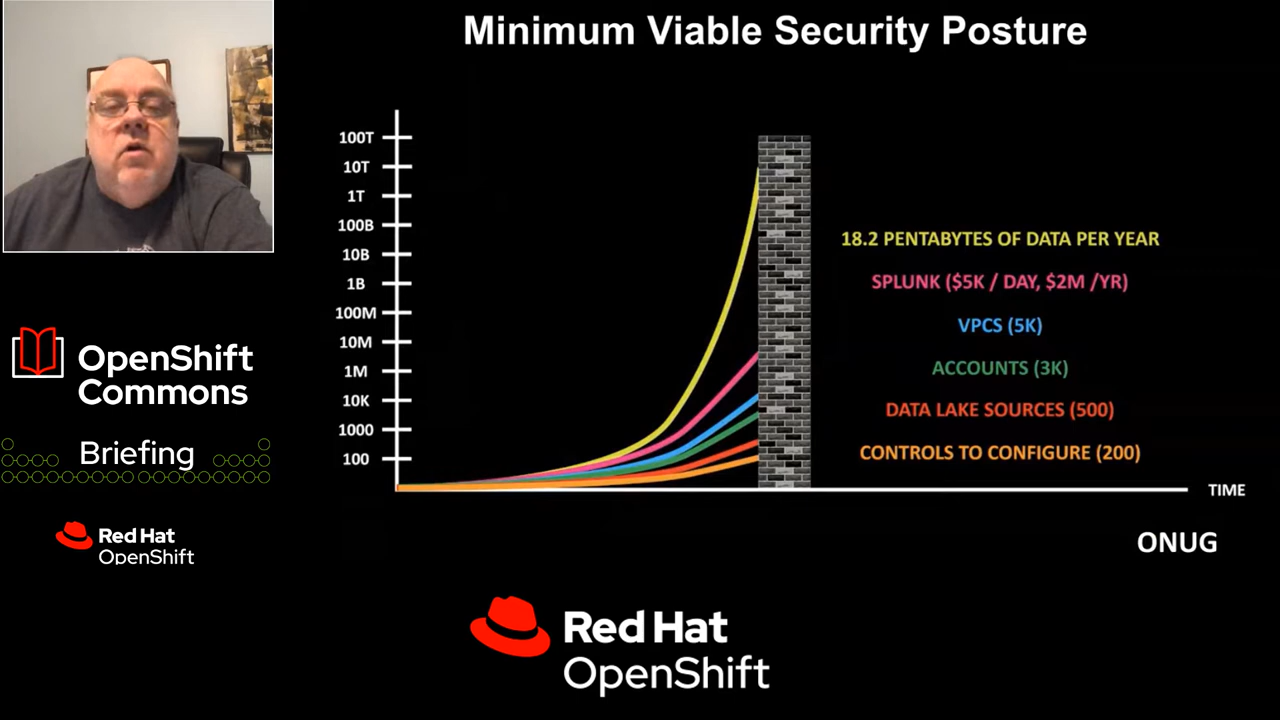 Minimum Viable Security Posture
100T
10T
1T
100B
10B
1B
100M
10M
1M
10K
1000
100
18.2 PENTABYTES OF DATA PER YEAR
SPLUNK ($5K / DAY, $2M /YR)
VPCS (5K)
ACCOUNTS (3K)
DATA LAKE SOURCES (500)
CONTROLS TO CONFIGURE (200)
TIME
ONUG
OpenShift
Commons
Briefing
Red Hat
OpenShift
Red Hat
OpenShift